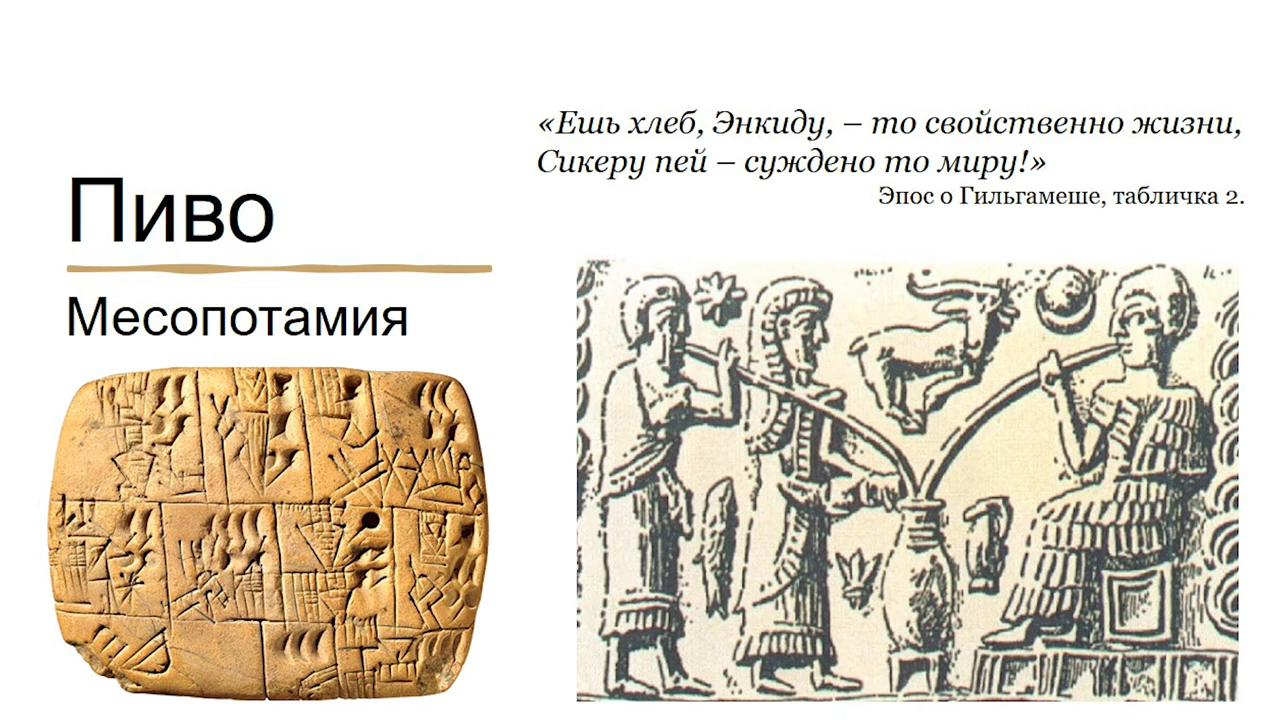 Пиво
Месопотамия
«Ешь хлеб, Энкиду, – то свойственно жизни,
Сикеру пей – суждено то миру!»
Эпос о Гильгамеше, табличка 2.